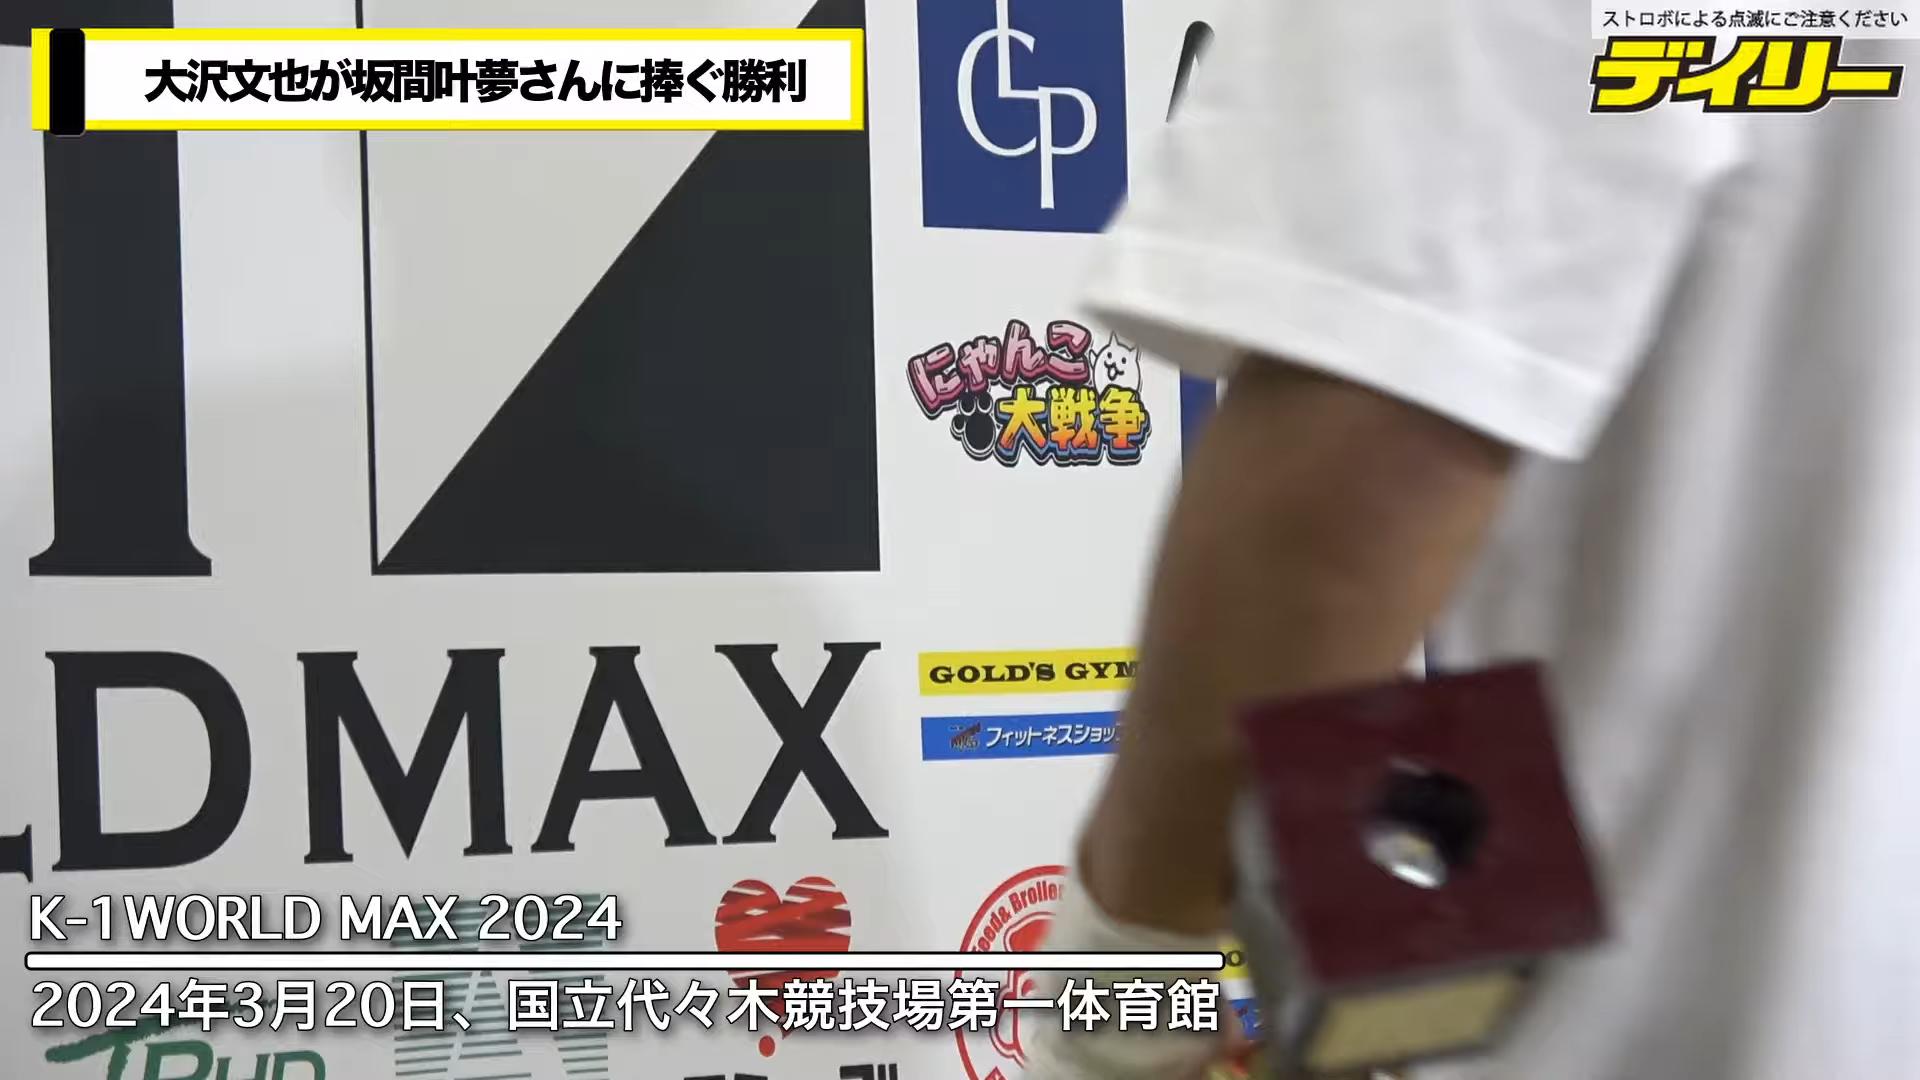 ストロボによる点滅にご注意ください
デイリー
大沢文也が坂間叶夢さんに捧ぐ勝利
CLP
にゃんこ
大戦争
LD MAX
GOLD'S GYM
フィットネスショップ
K-1 WORLD MAX 2024
2024年3月20日、国立代々木競技場第一体育館